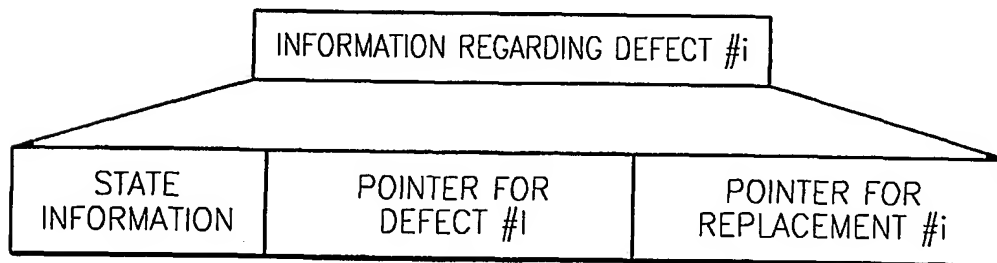 INFORMATION REGARDING DEFECT #i
STATE
INFORMATION
POINTER FOR
DEFECT #I
POINTER FOR
REPLACEMENT #i